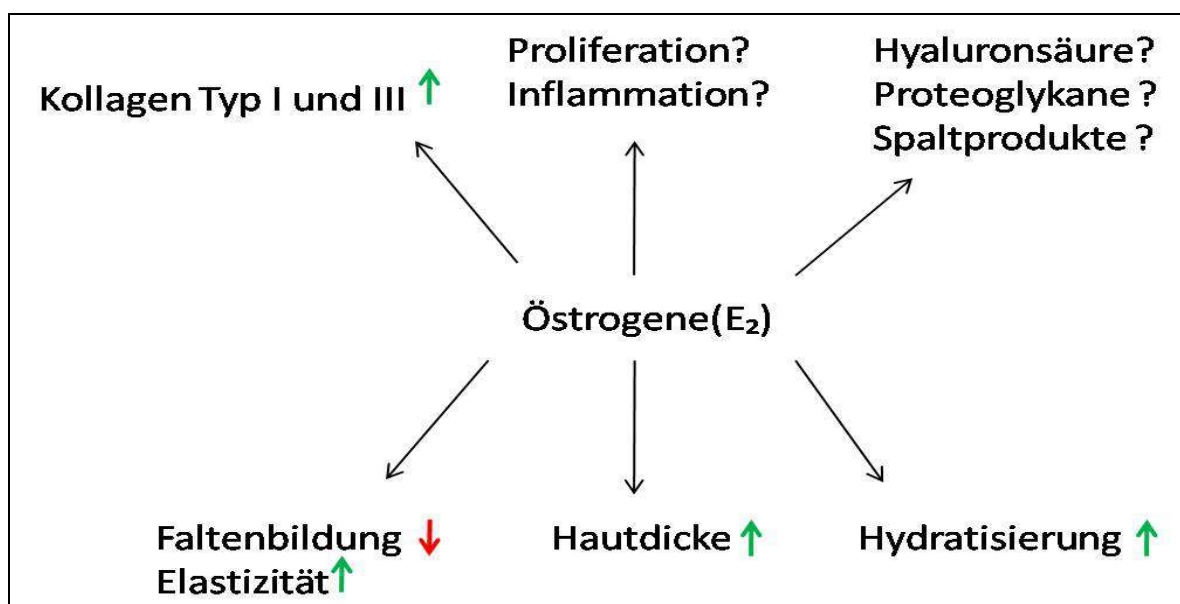 Kollagen Typ I und III ↑
Proliferation?
Inflammation?
Hyaluronsäure?
Proteoglykane ?
Spaltprodukte ?
Östrogene(E₂)
Faltenbildung ↓
Elastizität↑
Hautdicke ↑
Hydratisierung ↑